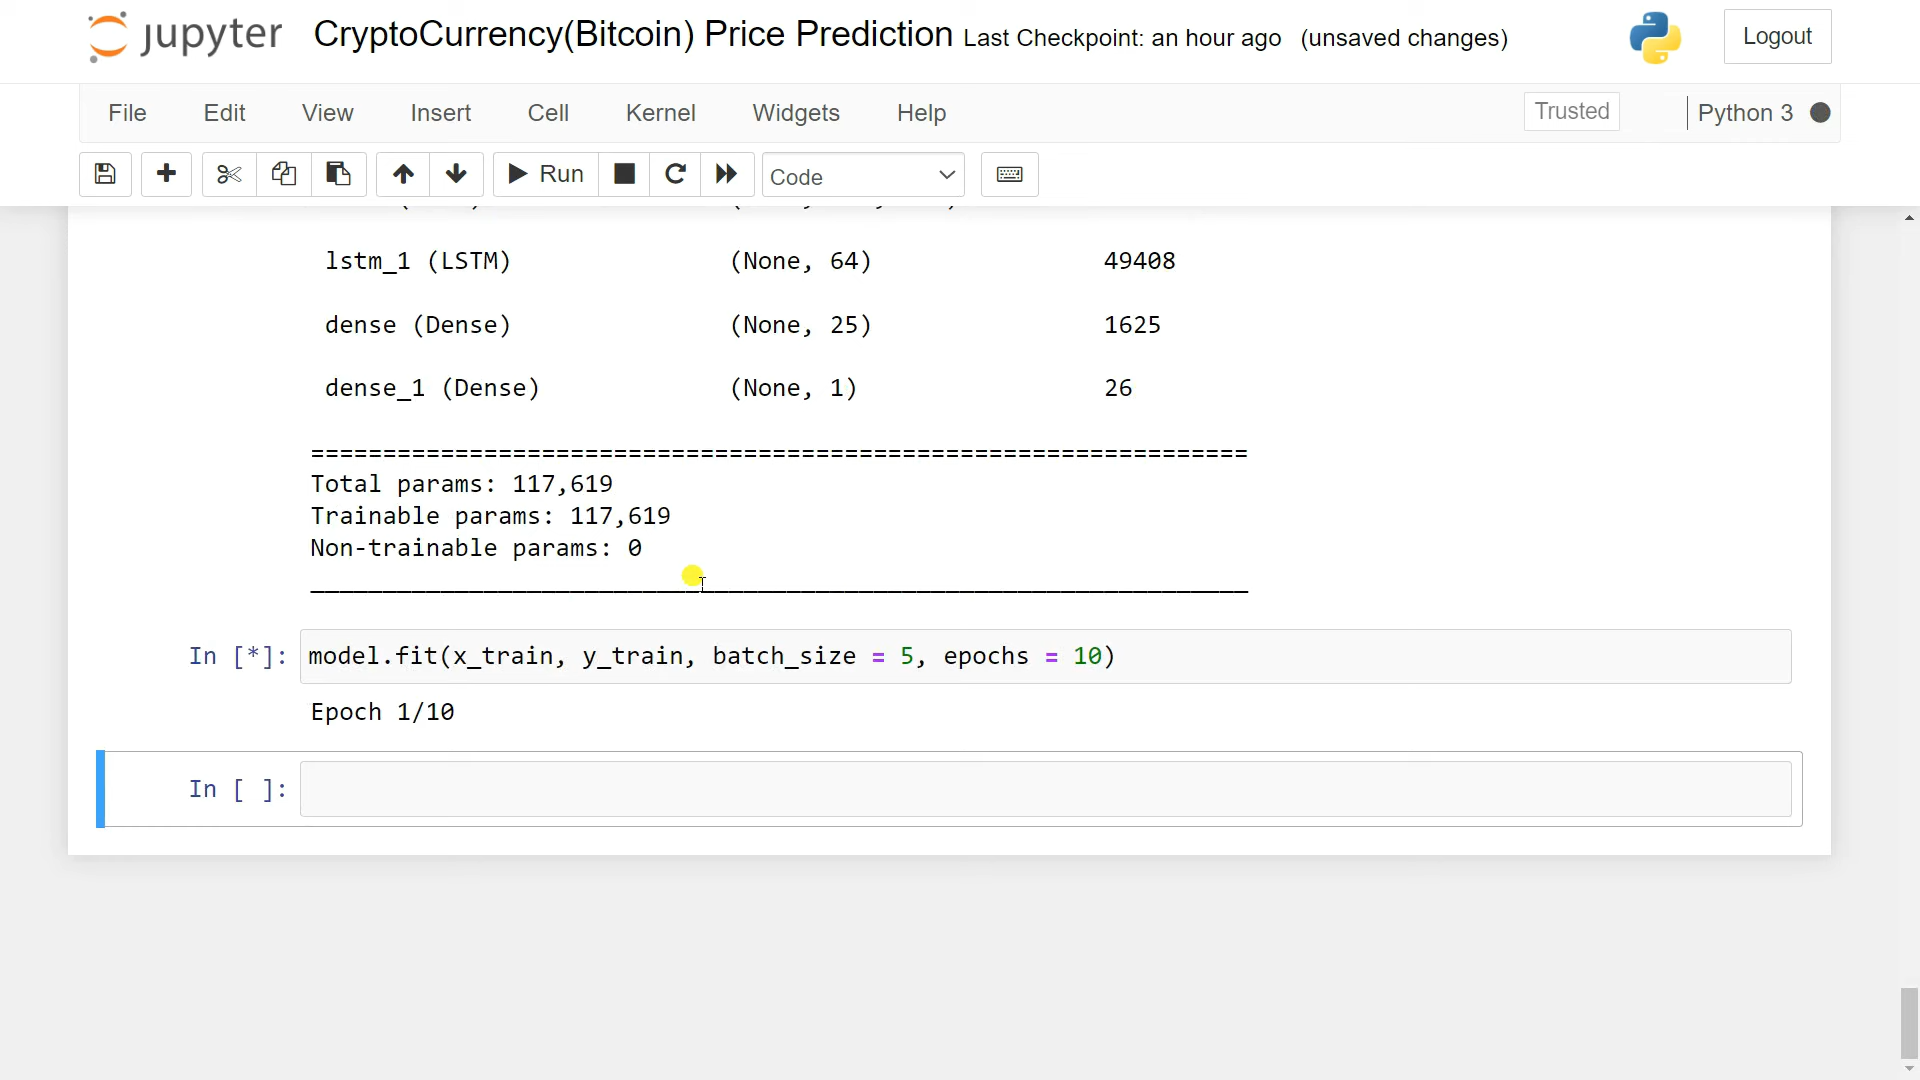 jupyter CryptoCurrency(Bitcoin) Price Prediction Last Checkpoint: an hour ago (unsaved changes) Logout
File Edit View Insert Cell Kernel Widgets Help Trusted Python 3
Run Code
lstm_1 (LSTM) (None, 64) 49408
dense (Dense) (None, 25) 1625
dense_1 (Dense) (None, 1) 26
=================================================================
Total params: 117,619
Trainable params: 117,619
Non-trainable params: 0
_________________________________________________________________
In [*]: model.fit(x_train, y_train, batch_size = 5, epochs = 10)
Epoch 1/10
In [ ]: